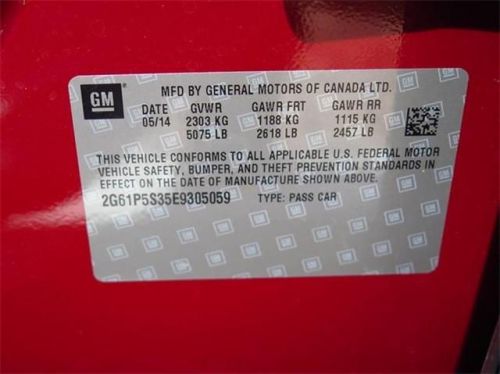 GM MFD BY GENERAL MOTORS OF CANADA LTD.
DATE GVWR GAWR FRT GAWR RR
05/14 2303 KG 1188 KG 1115 KG
5075 LB 2618 LB 2457 LB
THIS VEHICLE CONFORMS TO ALL APPLICABLE U.S. FEDERAL MOTOR
VEHICLE SAFETY, BUMPER, AND THEFT PREVENTION STANDARDS
IN EFFECT ON THE DATE OF MANUFACTURE SHOWN ABOVE.
2G61P5S35E9305059 TYPE: PASS CAR